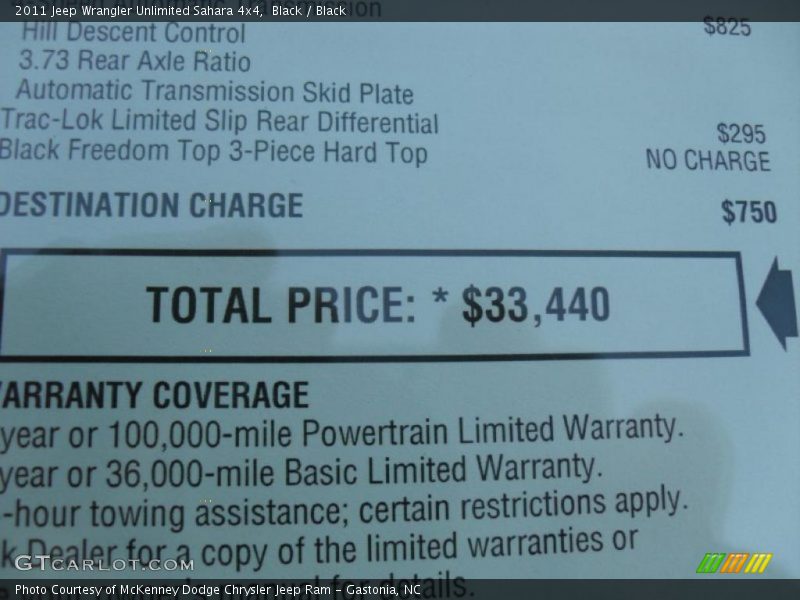 2011 Jeep Wrangler Unlimited Sahara 4x4, Black / Black
Hill Descent Control $825
3.73 Rear Axle Ratio
Automatic Transmission Skid Plate
Trac-Lok Limited Slip Rear Differential $295
Black Freedom Top 3-Piece Hard Top NO CHARGE
DESTINATION CHARGE $750
TOTAL PRICE: * $33,440
ARRANTY COVERAGE
year or 100,000-mile Powertrain Limited Warranty.
year or 36,000-mile Basic Limited Warranty.
-hour towing assistance; certain restrictions apply.
k Dealer for a copy of the limited warranties or
manual for details.
GTCARLOT.COM
Photo Courtesy of McKenney Dodge Chrysler Jeep Ram - Gastonia, NC